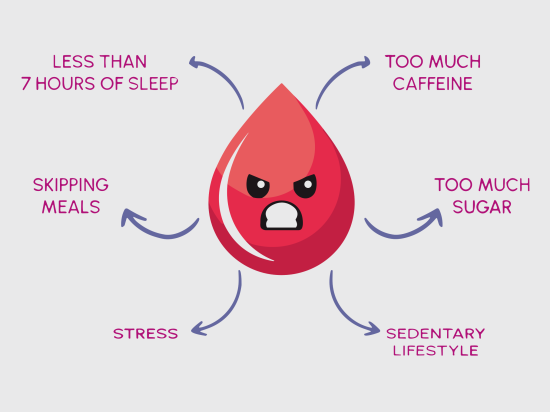 LESS THAN
7 HOURS OF SLEEP
TOO MUCH
CAFFEINE
SKIPPING
MEALS
TOO MUCH
SUGAR
STRESS
SEDENTARY
LIFESTYLE